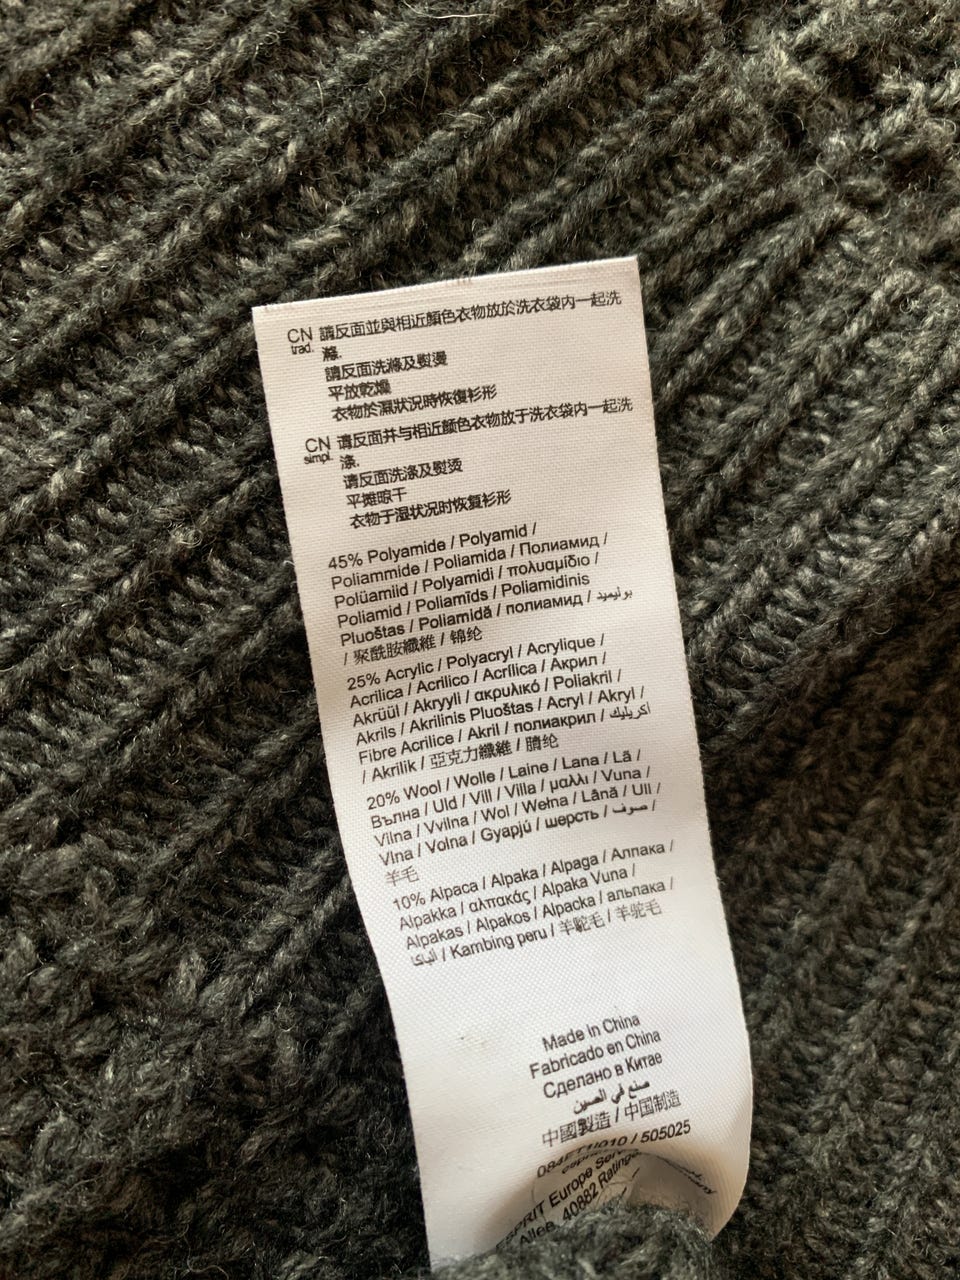 CN 請反面並與相近顏色衣物放於洗衣袋內一起洗
trad. 滌.
請反面洗滌及熨燙
平放乾燥
衣物於濕狀況時恢復衫形
CN 请反面并与相近颜色衣物放于洗衣袋内一起洗
simpl. 涤.
请反面洗涤及熨烫
平摊晾干
衣物于湿状况时恢复衫形
45% Polyamide / Polyamid /
Poliammide / Poliamida / Полиамид /
Polüamiid / Polyamidi / πολυαμίδιο /
Poliamid / Poliamīds / Poliamidinis
Pluoštas / Poliamidă / полиамид / بوليميد
/ 聚酰胺纖維 / 锦纶
25% Acrylic / Polyacryl / Acrylique /
Acrilica / Acrilico / Acrílica / Акрил /
Akrüül / Akryyli / ακρυλικό / Poliakril /
Akrils / Akrilinis Pluoštas / Acryl / Akryl /
Fibre Acrilice / Akril / полиакрил / اكريليك
/ Akrilik / 亞克力纖維 / 腈纶
20% Wool / Wolle / Laine / Lana / Lã /
Вълна / Uld / Vill / Villa / μαλλι / Vuna /
Vilna / Vvilna / Wol / Wełna / Lână / Ull /
Vlna / Volna / Gyapjú / шерсть / صوف /
羊毛
10% Alpaca / Alpaka / Alpaga / Алпака /
Alpakka / αλπακάς / Alpaka Vuna /
Alpakas / Alpakos / Alpacka / альпака /
/ Kambing peru / 羊駝毛 / 羊驼毛
Made in China
Fabricado en China
Сделано в Китае
صنع في الصين
中國製造 / 中国制造
/ 505025
Europe
Allee, 40882